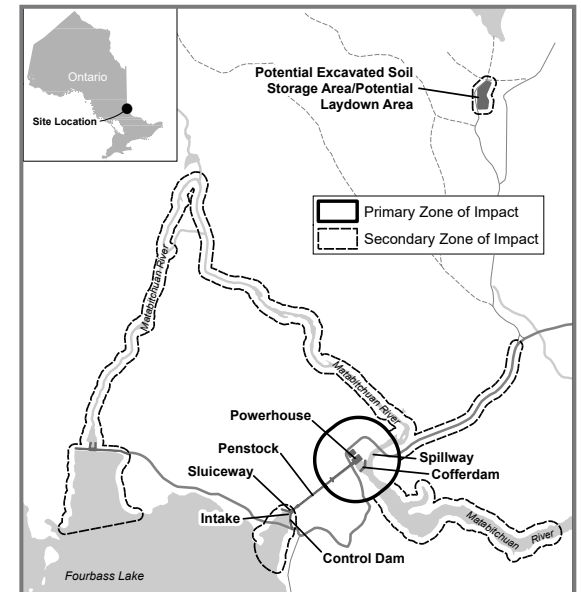 Ontario
Site Location
Potential Excavated Soil
Storage Area/Potential
Laydown Area
Primary Zone of Impact
Secondary Zone of Impact
Matabitchuan River
Matabitchuan River
Powerhouse
Penstock
Spillway
Sluiceway
Cofferdam
Intake
Matabitchuan River
Control Dam
Fourbass Lake